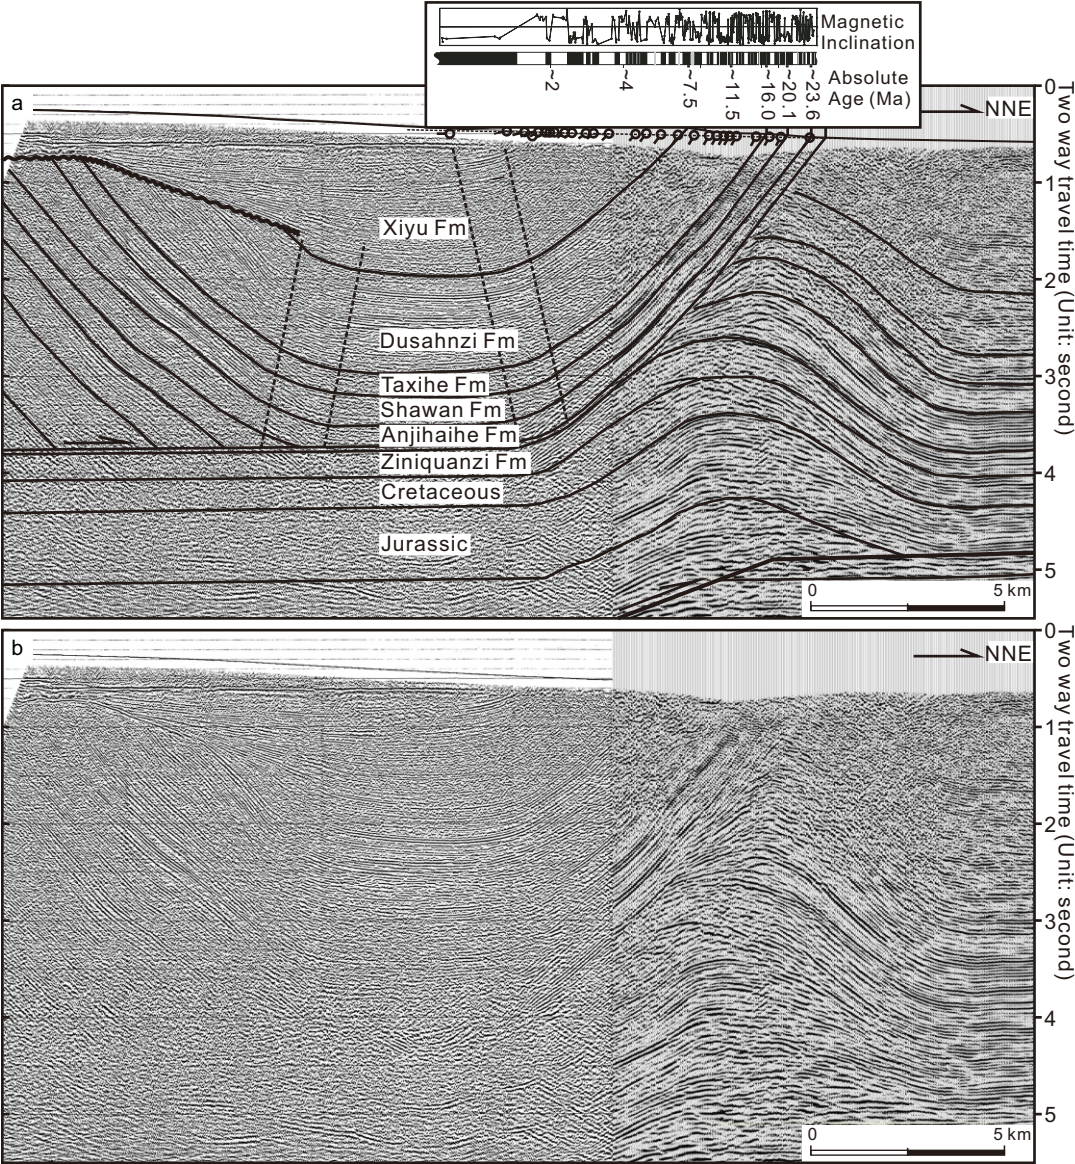 Magnetic
Inclination
~2
~4
~7.5
~11.5
~16.0
~20.1
~23.6
Absolute
Age (Ma)
a
NNE
0
1
2
3
4
5
Two way travel time (Unit: second)
Xiyu Fm
Dusahnzi Fm
Taxihe Fm
Shawan Fm
Anjihaihe Fm
Ziniquanzi Fm
Cretaceous
Jurassic
0 5 km
b
NNE
0
1
2
3
4
5
Two way travel time (Unit: second)
0 5 km